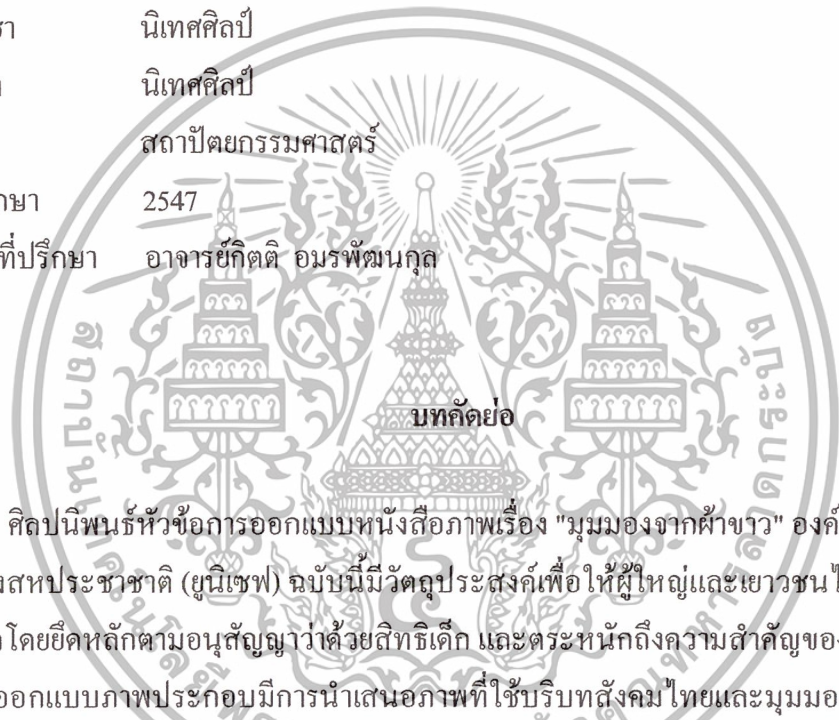 นิเทศศิลป์
นิเทศศิลป์
สถาปัตยกรรมศาสตร์
2547
ที่ปรึกษา อาจารย์กิตติ อมรพัฒนกุล
บทคัดย่อ
ศิลปนิพนธ์หัวข้อการออกแบบหนังสือภาพเรื่อง "มุมมองจากผ้าขาว" องค์
งสหประชาชาติ (ยูนิเซฟ) ฉบับนี้มีวัตถุประสงค์เพื่อให้ผู้ใหญ่และเยาวชนไ
โดยยึดหลักตามอนุสัญญาว่าด้วยสิทธิเด็ก และตระหนักถึงความสำคัญของ
ออกแบบภาพประกอบมีการนำเสนอภาพที่ใช้บริบทสังคมไทยและมุมมอ